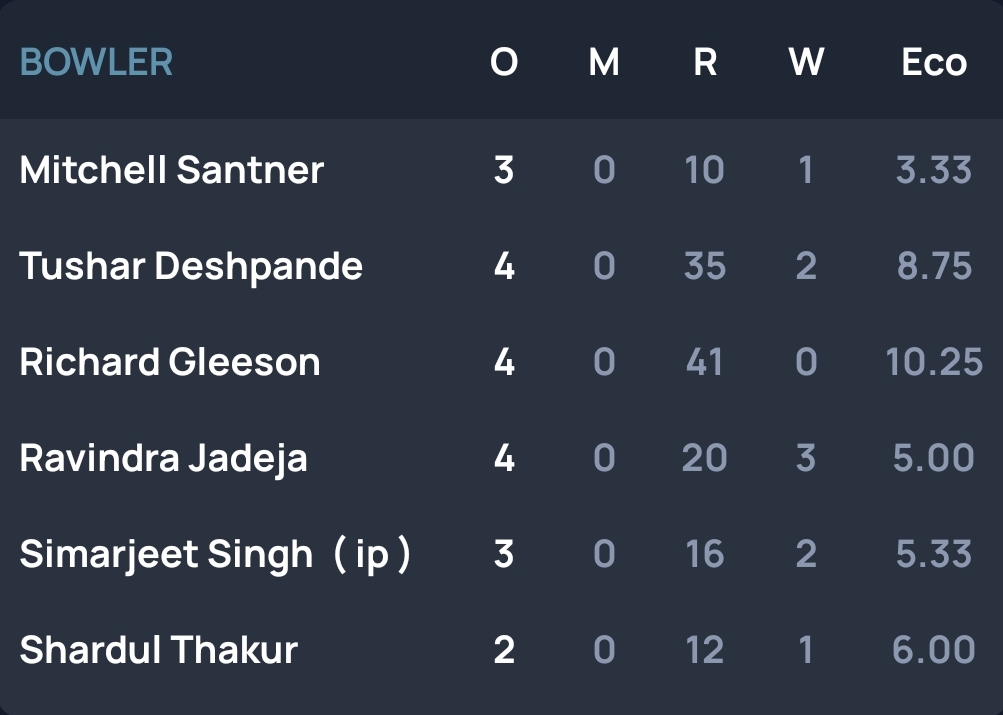 BOWLER O M R W Eco
Mitchell Santner 3 0 10 1 3.33
Tushar Deshpande 4 0 35 2 8.75
Richard Gleeson 4 0 41 0 10.25
Ravindra Jadeja 4 0 20 3 5.00
Simarjeet Singh ( ip ) 3 0 16 2 5.33
Shardul Thakur 2 0 12 1 6.00